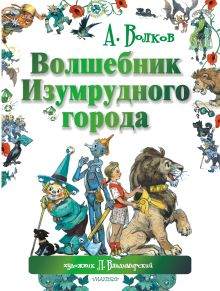 А. Волков
Волшебник
Изумрудного
города
художник Л. Владимирский